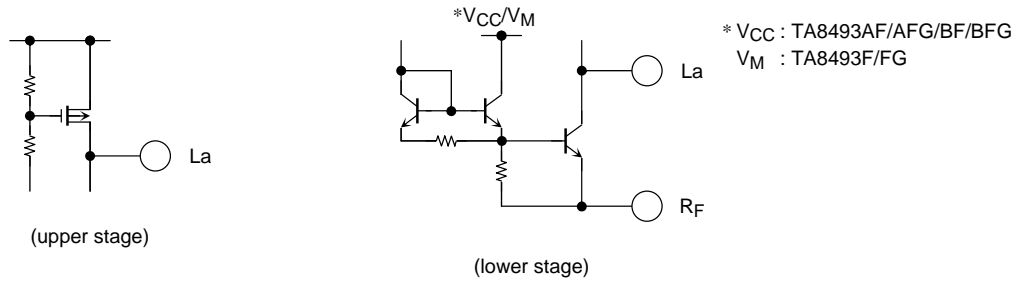 *VCC/VM
* VCC : TA8493AF/AFG/BF/BFG
VM : TA8493F/FG
La
La
RF
(upper stage)
(lower stage)